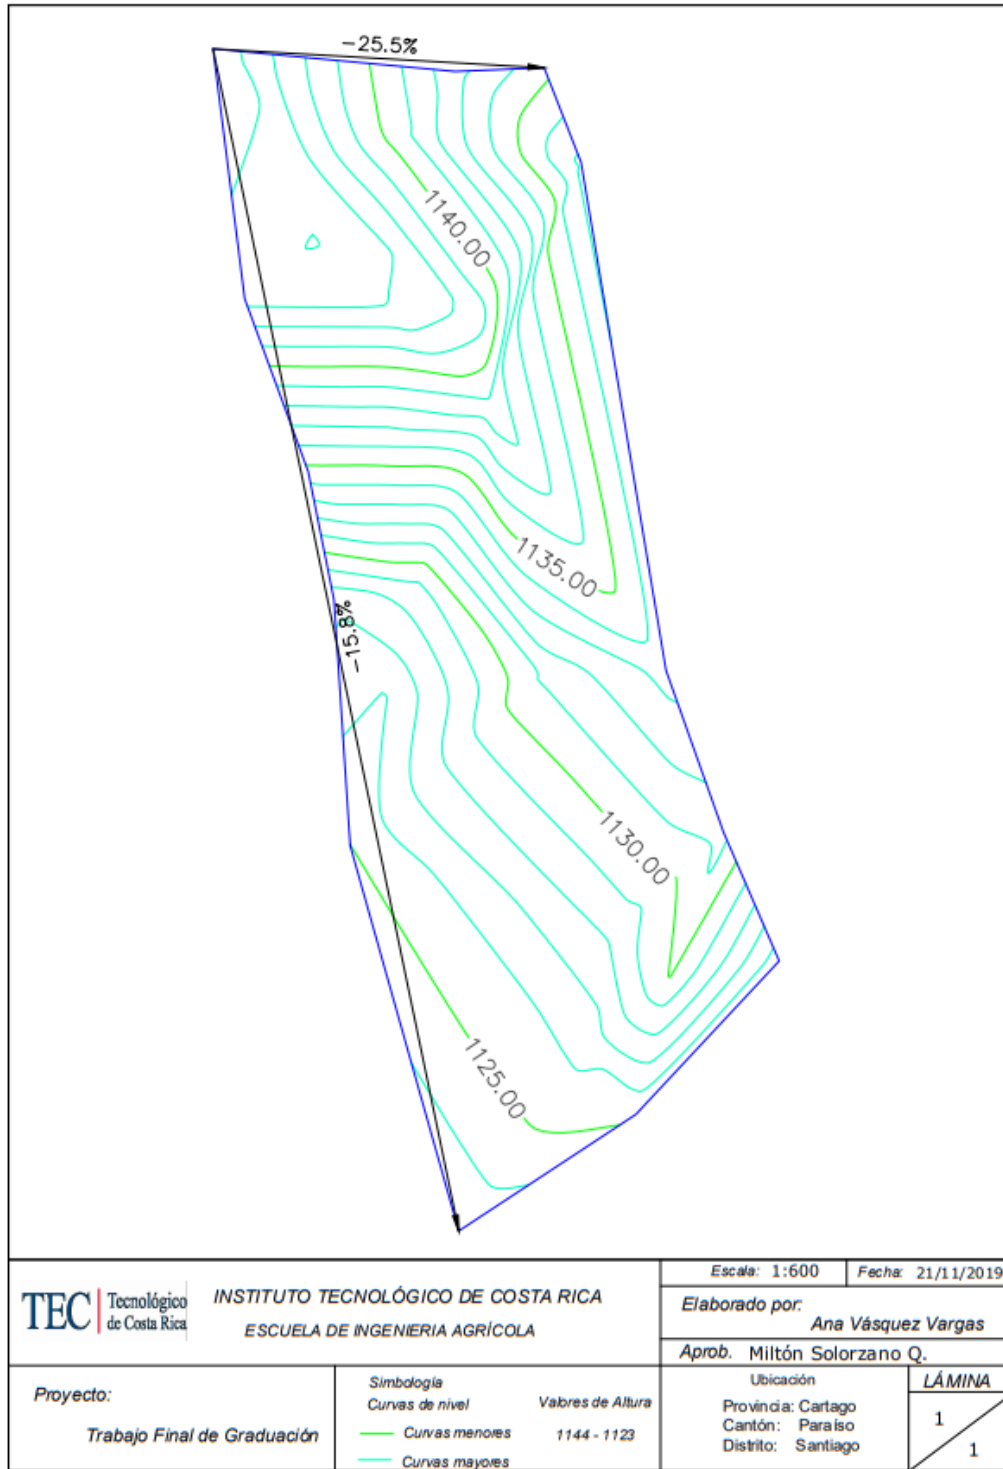 -25.5%
1140.00
1135.00
-15.8%
1130.00
1125.00
TEC Tecnológico
de Costa Rica
INSTITUTO TECNOLÓGICO DE COSTA RICA
ESCUELA DE INGENIERIA AGRÍCOLA
Escala: 1:600
Fecha: 21/11/2019
Elaborado por:
Ana Vásquez Vargas
Aprob. Miltón Solorzano Q.
Proyecto:
Trabajo Final de Graduación
Simbología
Curvas de nivel
Valores de Altura
Curvas menores
1144 - 1123
Curvas mayores
Ubicación
Provincia: Cartago
Cantón: Paraíso
Distrito: Santiago
LÁMINA
1
1